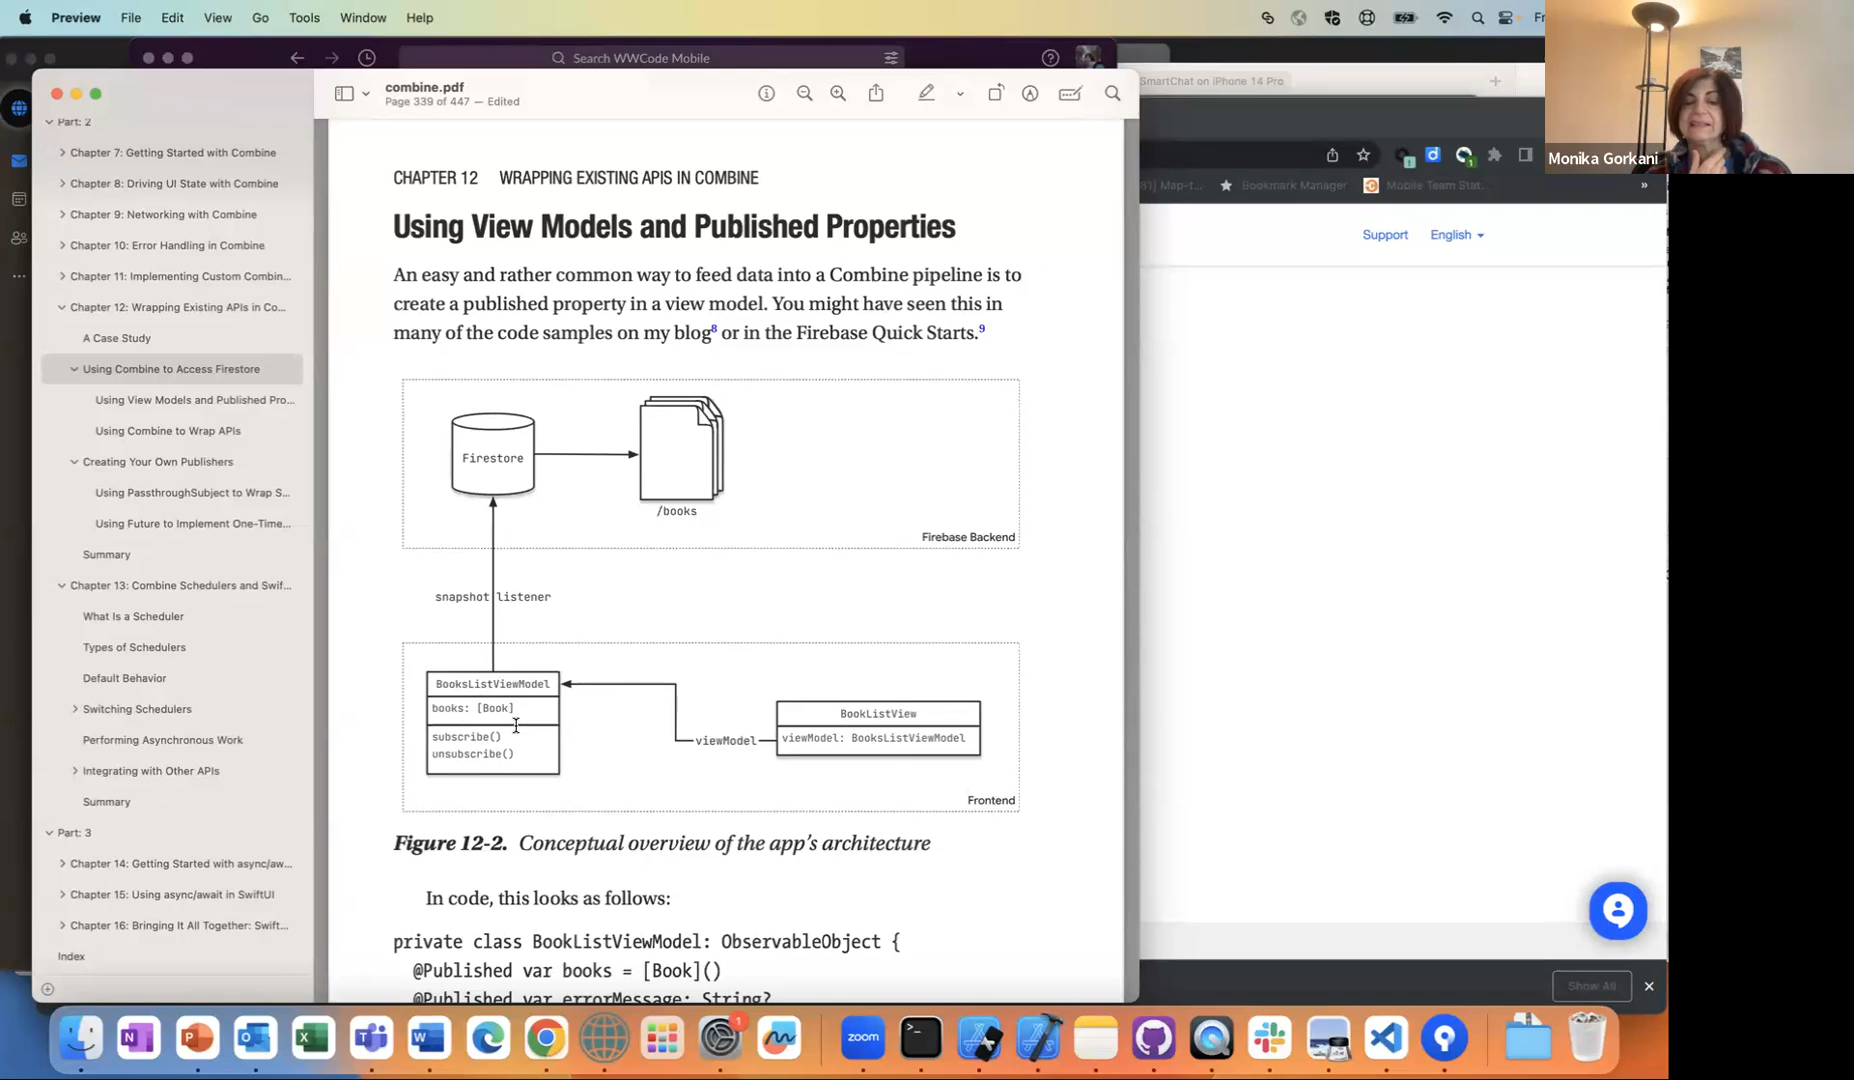 Preview File Edit View Go Tools Window Help
Fr
Search WWCode Mobile
SmartChat on iPhone 14 Pro
combine.pdf
Page 339 of 447 — Edited
Monika Gorkani
Bookmark Manager
Mobile Team Stat...
Support English
Part: 2
Chapter 7: Getting Started with Combine
Chapter 8: Driving UI State with Combine
Chapter 9: Networking with Combine
Chapter 10: Error Handling in Combine
Chapter 11: Implementing Custom Combin...
Chapter 12: Wrapping Existing APIs in Co...
A Case Study
Using Combine to Access Firestore
Using View Models and Published Pro...
Using Combine to Wrap APIs
Creating Your Own Publishers
Using PassthroughSubject to Wrap S...
Using Future to Implement One-Time...
Summary
Chapter 13: Combine Schedulers and Swif...
What Is a Scheduler
Types of Schedulers
Default Behavior
Switching Schedulers
Performing Asynchronous Work
Integrating with Other APIs
Summary
Part: 3
Chapter 14: Getting Started with async/aw...
Chapter 15: Using async/await in SwiftUI
Chapter 16: Bringing It All Together: Swift...
Index
CHAPTER 12 WRAPPING EXISTING APIS IN COMBINE
Using View Models and Published Properties
An easy and rather common way to feed data into a Combine pipeline is to
create a published property in a view model. You might have seen this in
many of the code samples on my blog8 or in the Firebase Quick Starts.9
Firestore
/books
Firebase Backend
snapshot listener
BooksListViewModel
books: [Book]
subscribe()
unsubscribe()
viewModel
BookListView
viewModel: BooksListViewModel
Frontend
Figure 12-2. Conceptual overview of the app's architecture
In code, this looks as follows:
private class BookListViewModel: ObservableObject {
@Published var books = [Book]()
@Published var errorMessage: String?
Show All
zoom